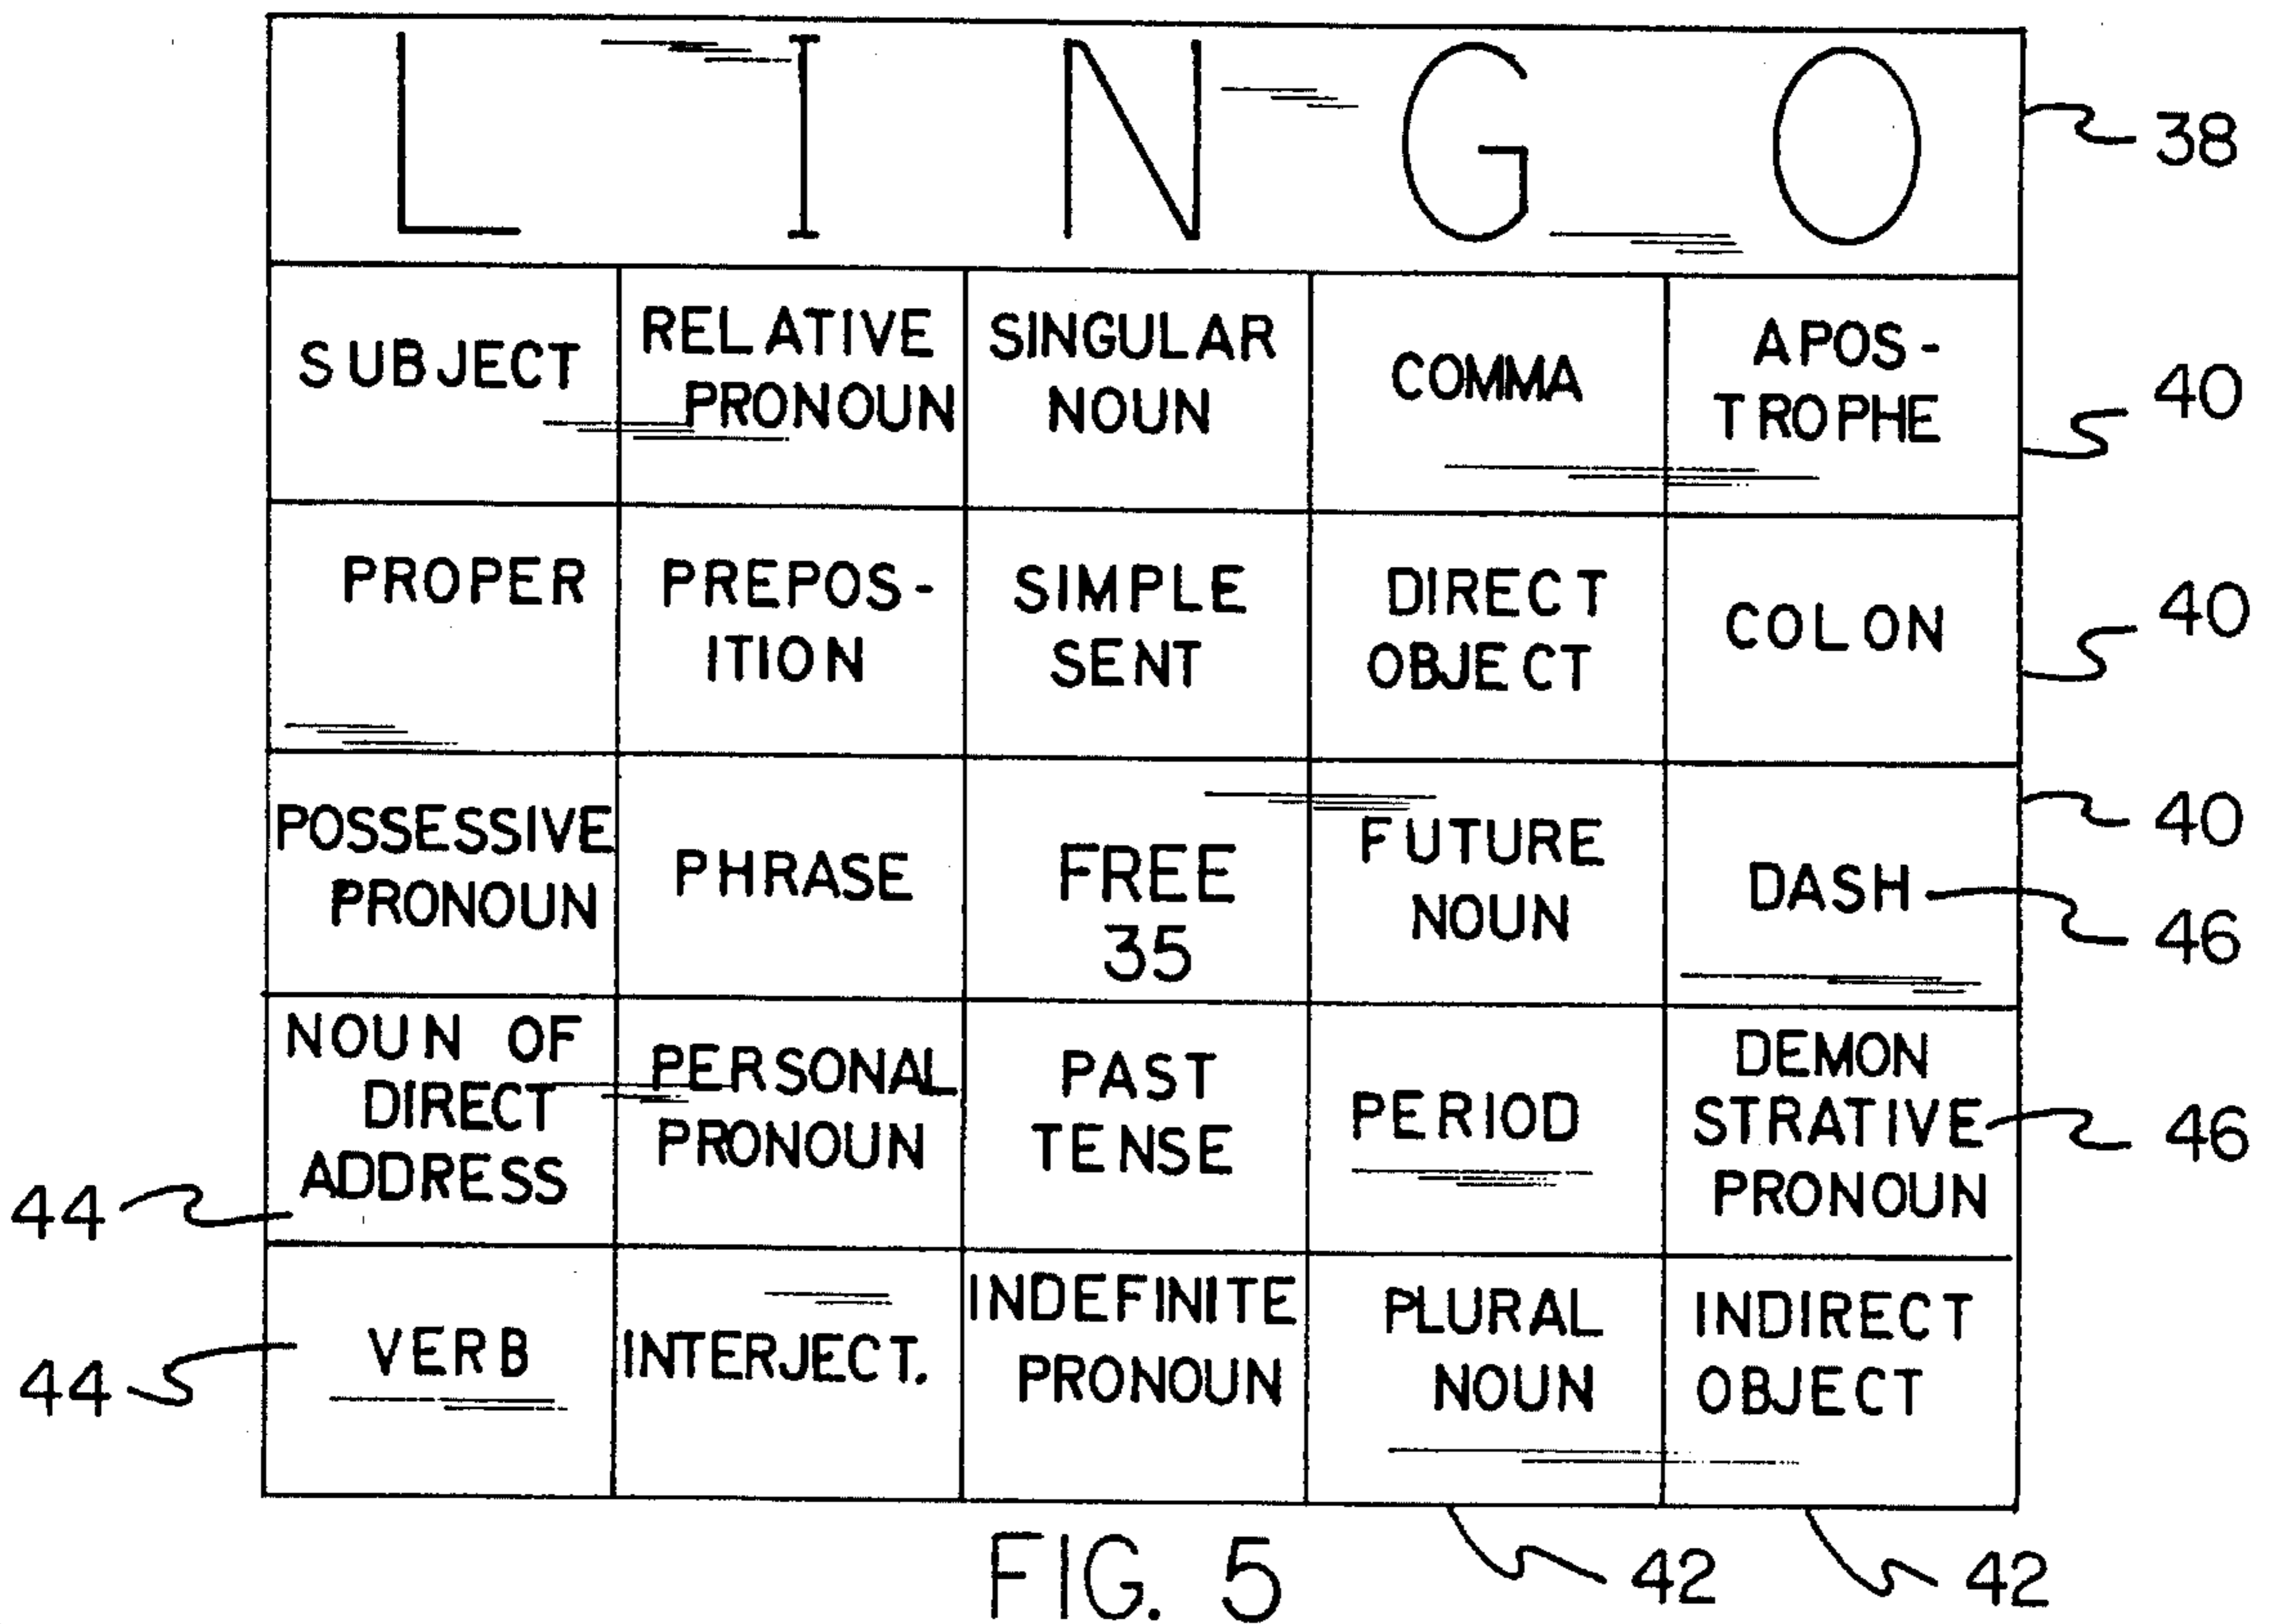 L I N G O
38
SUBJECT
RELATIVE
PRONOUN
SINGULAR
NOUN
COMMA
APOS-
TROPHE
40
PROPER
PREPOS-
ITION
SIMPLE
SENT
DIRECT
OBJECT
COLON
40
POSSESSIVE
PRONOUN
PHRASE
FREE
35
FUTURE
NOUN
DASH
40
46
NOUN OF
DIRECT
ADDRESS
PERSONAL
PRONOUN
PAST
TENSE
PERIOD
DEMON
STRATIVE
PRONOUN
46
44
VERB
INTERJECT.
INDEFINITE
PRONOUN
PLURAL
NOUN
INDIRECT
OBJECT
44
42
42
FIG. 5